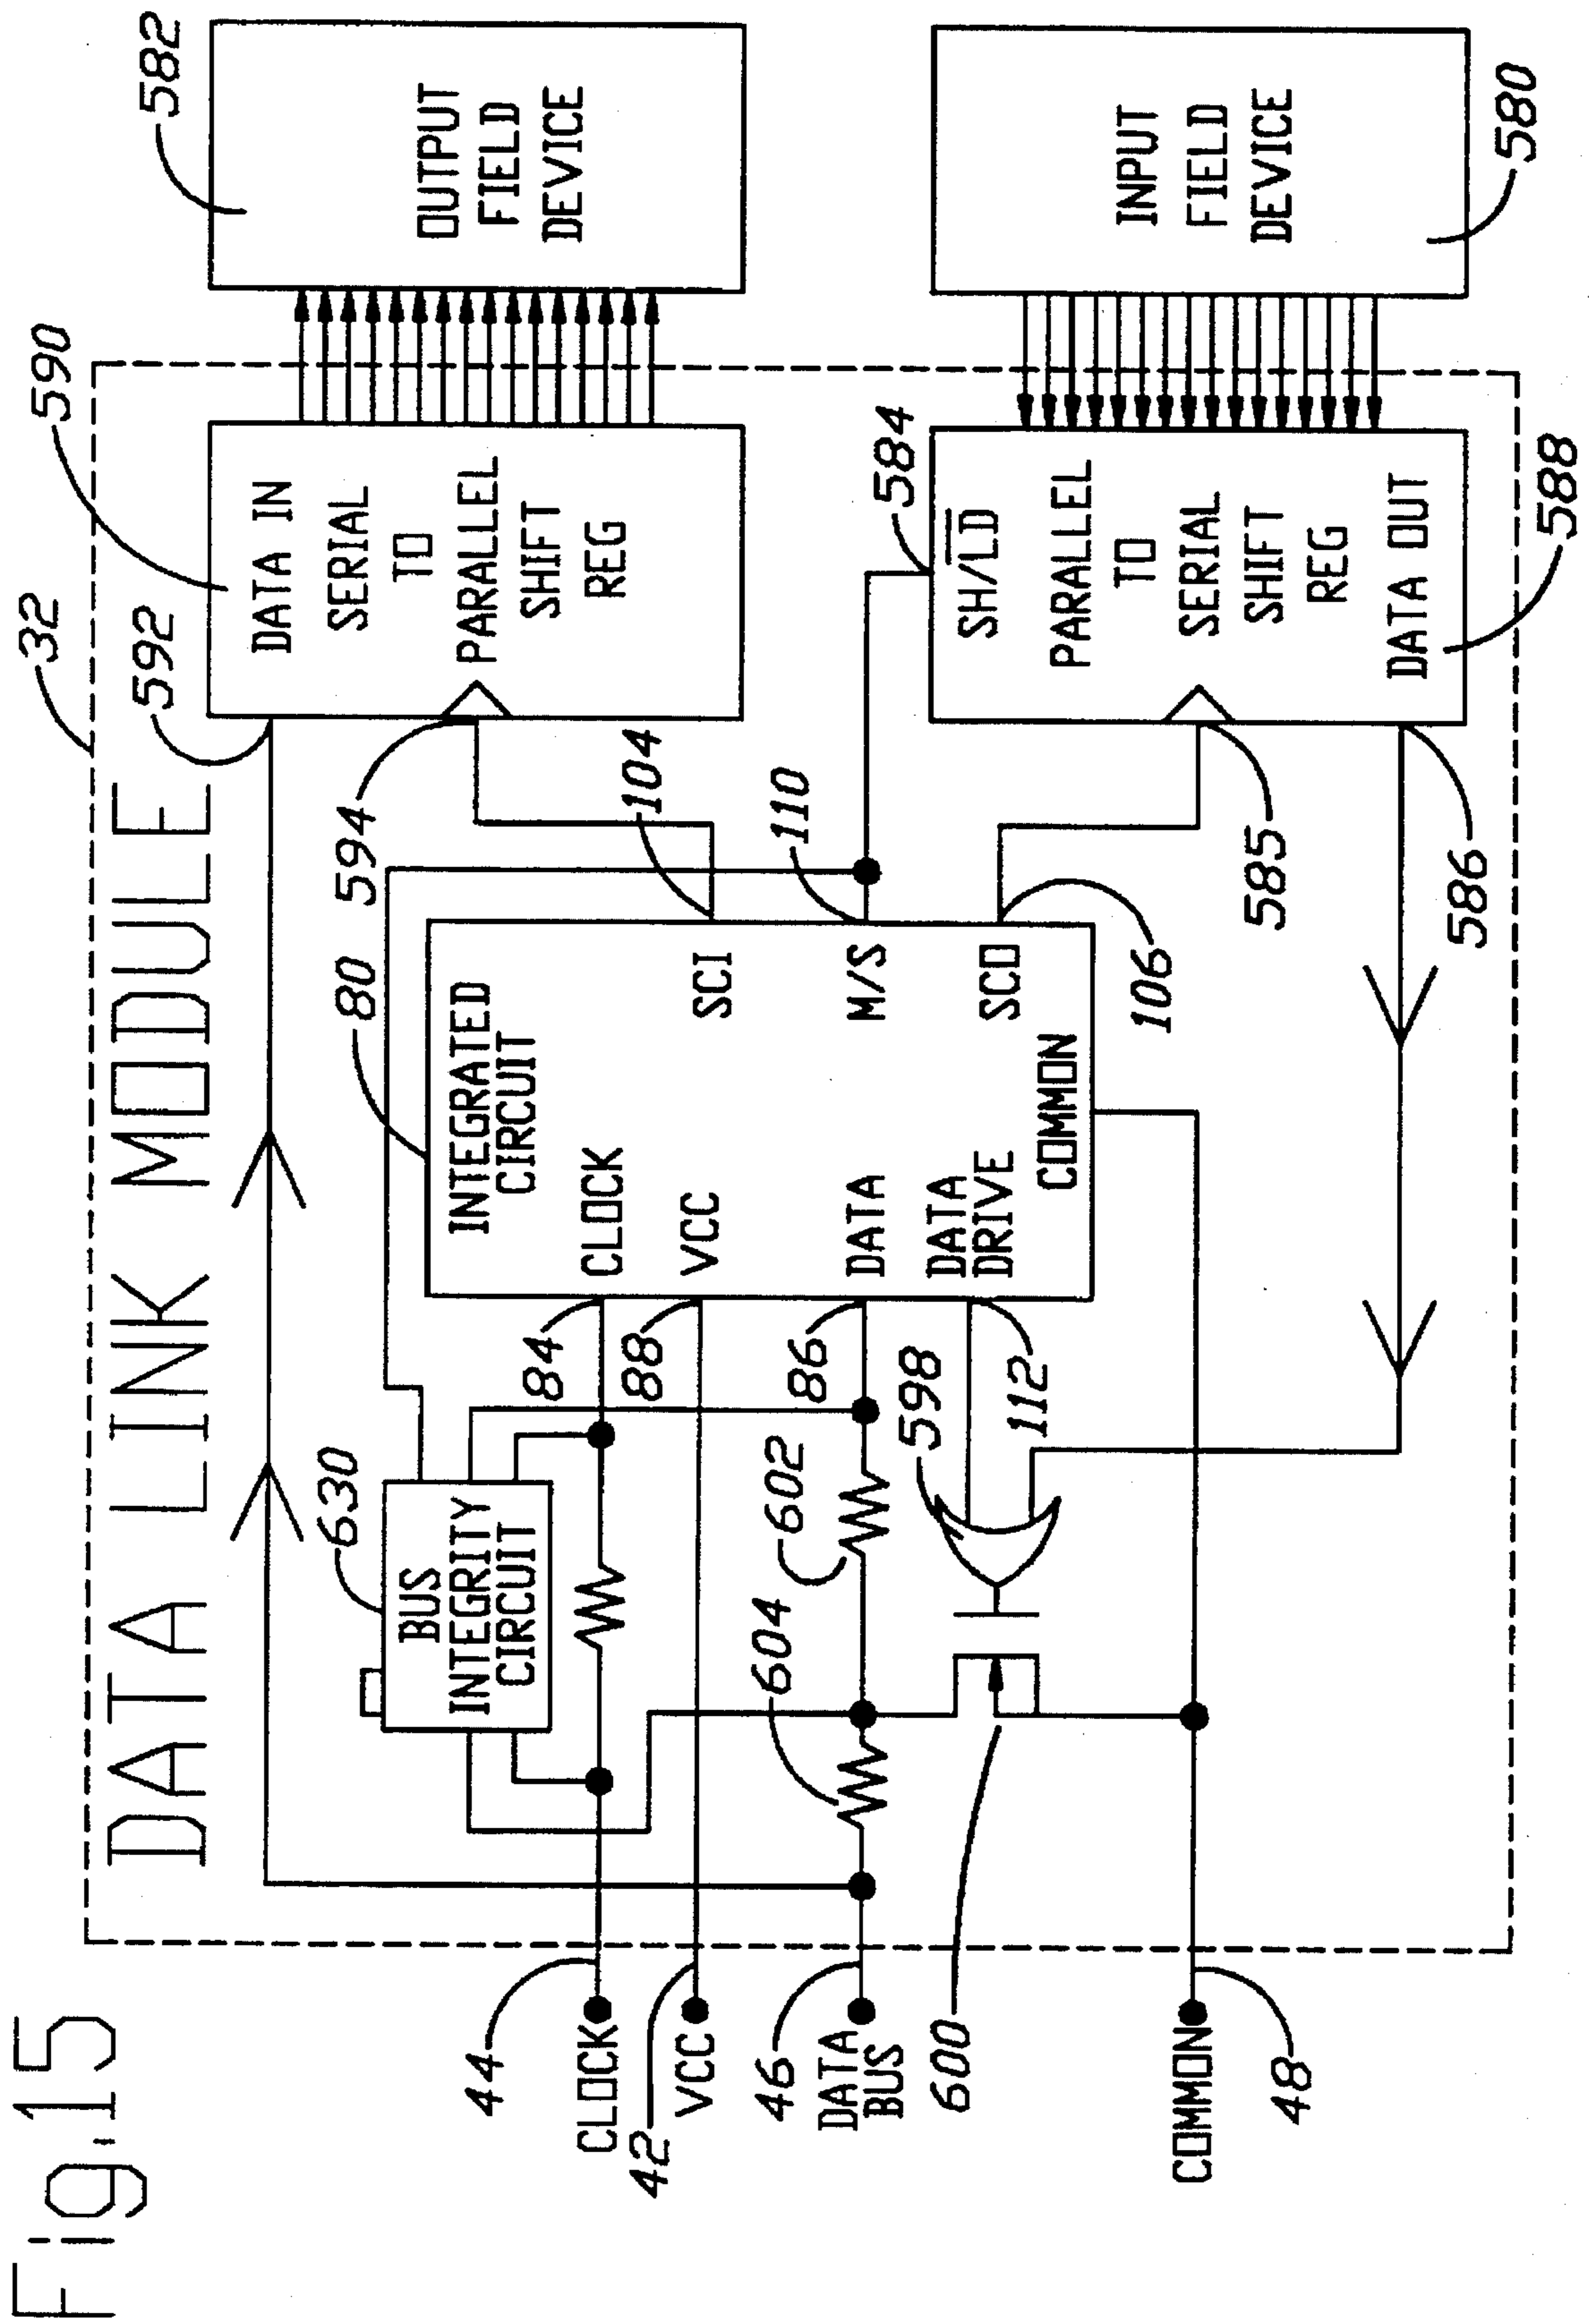 Fig.15
DATA LINK MODULE
32
590
582
592
DATA IN
SERIAL
TO
PARALLEL
SHIFT
REG
OUTPUT
FIELD
DEVICE
594
104
110
80
630
BUS
INTEGRITY
CIRCUIT
INTEGRATED
CIRCUIT
CLOCK
VCC
DATA
DATA
DRIVE
COMMON
SCI
M/S
SCO
84
88
86
598
112
602
604
600
44
CLOCK
42
VCC
46
DATA
BUS
COMMON
48
106
585
586
584
SH/L̅D̅
PARALLEL
TO
SERIAL
SHIFT
REG
DATA OUT
588
INPUT
FIELD
DEVICE
580